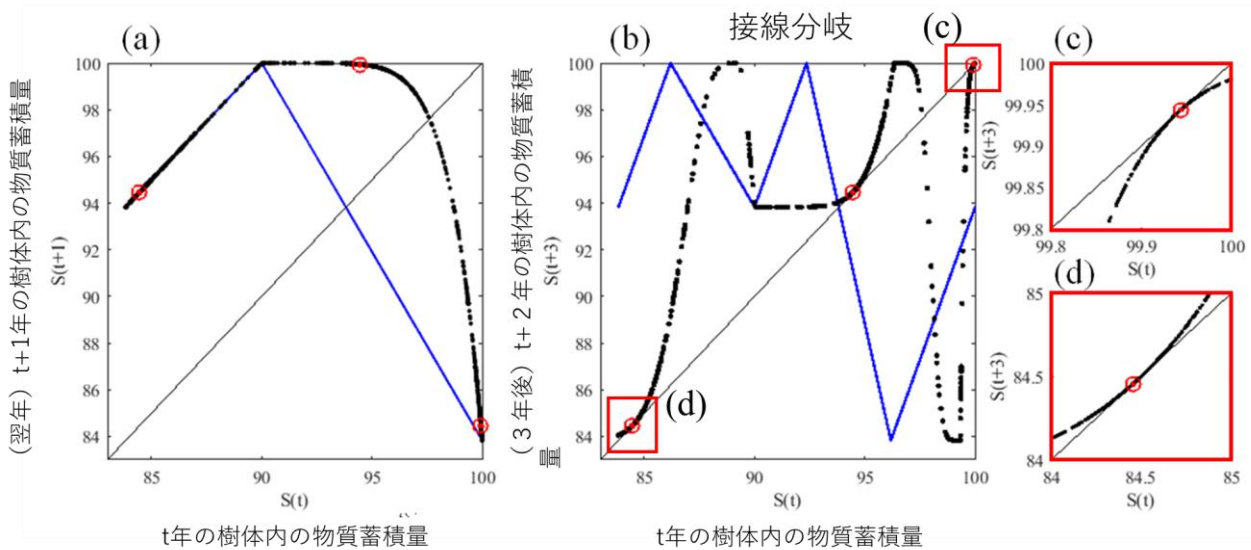 接線分岐
(a)
(b)
(c)
(c)
(d)
(d)
(翌年) t+1年の樹体内の物質蓄積量
S(t+1)
100
98
96
94
92
90
88
86
84
85
90
95
100
S(t)
t年の樹体内の物質蓄積量
(3年後) t+2年の樹体内の物質蓄積
量
S(t+3)
100
98
96
94
92
90
88
86
84
85
90
95
100
S(t)
t年の樹体内の物質蓄積量
S(t+3)
100
99.95
99.9
99.85
99.8
99.8
99.9
100
S(t)
S(t+3)
85
84.5
84
84
84.5
85
S(t)